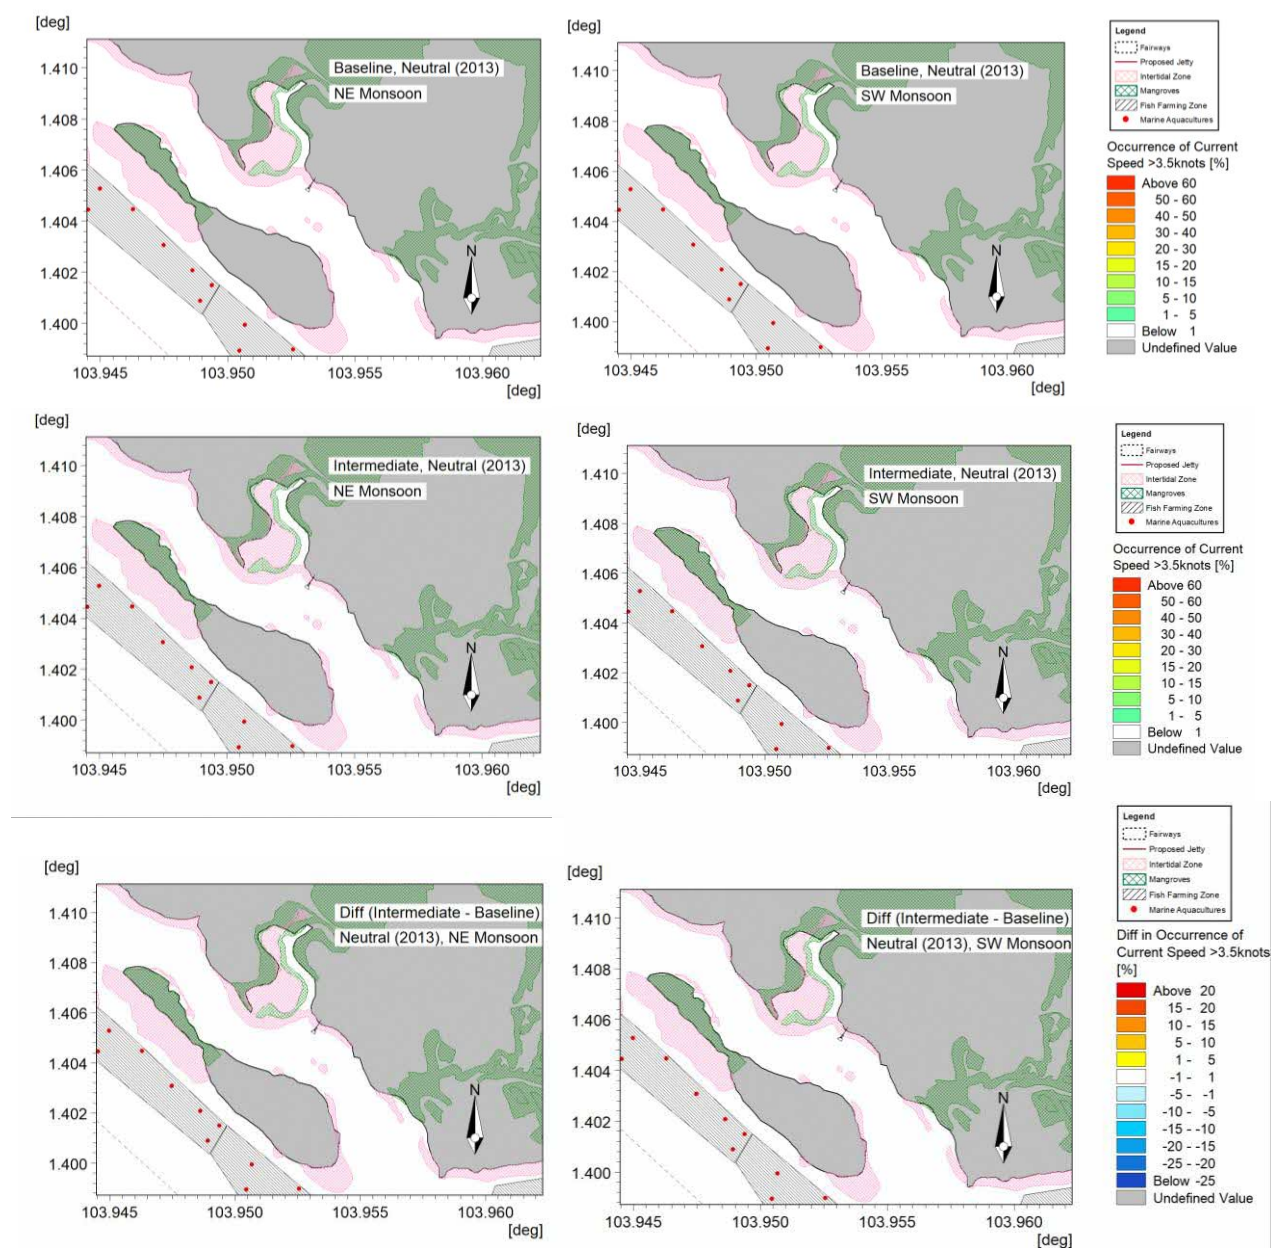 [deg]
1.410
1.408
1.406
1.404
1.402
1.400
Baseline, Neutral (2013)
NE Monsoon
N
103.945
103.950
103.955
103.960
[deg]
[deg]
1.410
1.408
1.406
1.404
1.402
1.400
Baseline, Neutral (2013)
SW Monsoon
N
103.945
103.950
103.955
103.960
[deg]
Legend
Fairways
Proposed Jetty
Intertidal Zone
Mangroves
Fish Farming Zone
Marine Aquacultures
Occurrence of Current
Speed >3.5knots [%]
Above 60
50 - 60
40 - 50
30 - 40
20 - 30
15 - 20
10 - 15
5 - 10
1 - 5
Below 1
Undefined Value
[deg]
1.410
1.408
1.406
1.404
1.402
1.400
Intermediate, Neutral (2013)
NE Monsoon
N
103.945
103.950
103.955
103.960
[deg]
[deg]
1.410
1.408
1.406
1.404
1.402
1.400
Intermediate, Neutral (2013)
SW Monsoon
N
103.945
103.950
103.955
103.960
[deg]
Legend
Fairways
Proposed Jetty
Intertidal Zone
Mangroves
Fish Farming Zone
Marine Aquacultures
Occurrence of Current
Speed >3.5knots [%]
Above 60
50 - 60
40 - 50
30 - 40
20 - 30
15 - 20
10 - 15
5 - 10
1 - 5
Below 1
Undefined Value
[deg]
1.410
1.408
1.406
1.404
1.402
1.400
Diff (Intermediate - Baseline)
Neutral (2013), NE Monsoon
N
103.945
103.950
103.955
103.960
[deg]
[deg]
1.410
1.408
1.406
1.404
1.402
1.400
Diff (Intermediate - Baseline)
Neutral (2013), SW Monsoon
N
103.945
103.950
103.955
103.960
[deg]
Legend
Fairways
Proposed Jetty
Intertidal Zone
Mangroves
Fish Farming Zone
Marine Aquacultures
Diff in Occurrence of
Current Speed >3.5knots
[%]
Above 20
15 - 20
10 - 15
5 - 10
1 - 5
-1 - 1
-5 - -1
-10 - -5
-15 - -10
-20 - -15
-25 - -20
Below -25
Undefined Value